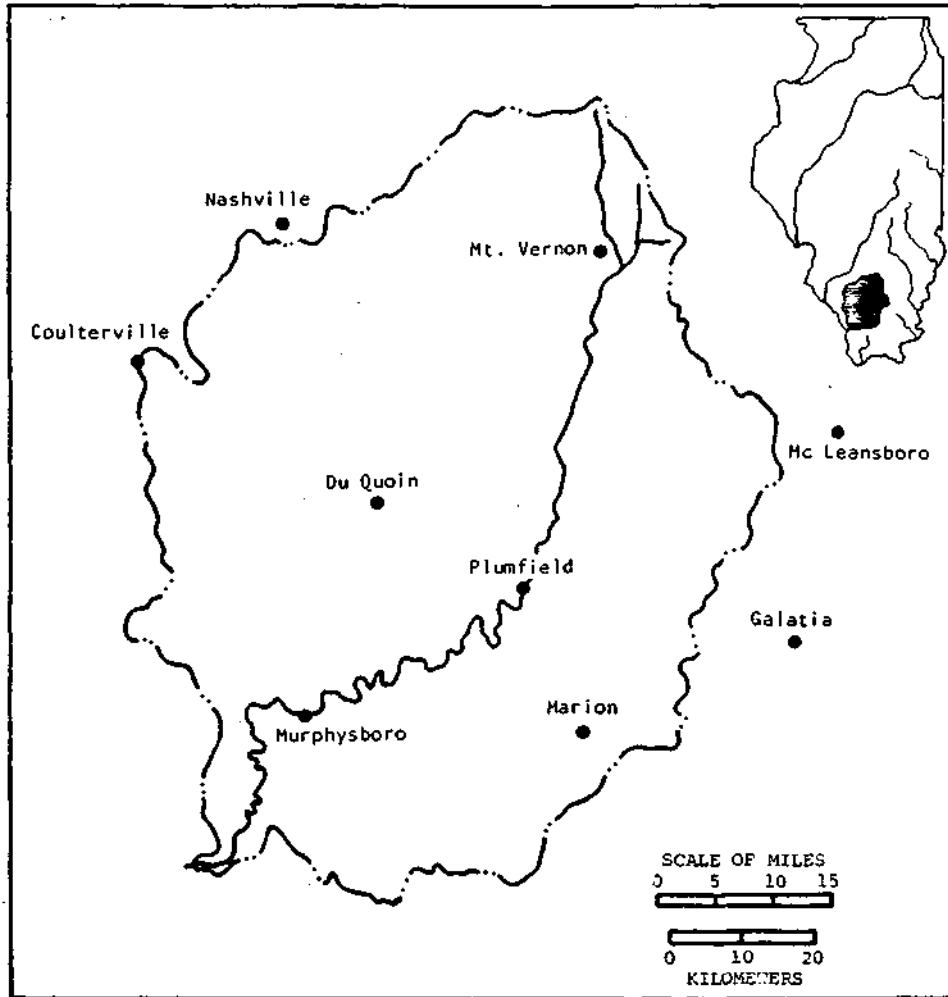 Nashville
Mt. Vernon
Coulterville
Mc Leansboro
Du Quoin
Plumfield
Galatia
Marion
Murphysboro
SCALE OF MILES
0 5 10 15
0 10 20
KILOMETERS